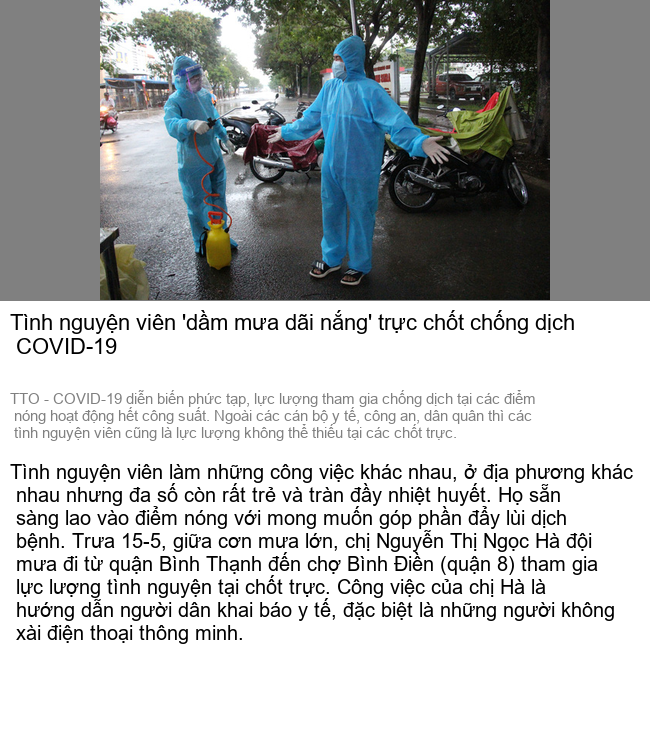 Tình nguyện viên 'dầm mưa dãi nắng' trực chốt chống dịch
COVID-19
TTO - COVID-19 diễn biến phức tạp, lực lượng tham gia chống dịch tại các điểm
nóng hoạt động hết công suất. Ngoài các cán bộ y tế, công an, dân quân thì các
tình nguyện viên cũng là lực lượng không thể thiếu tại các chốt trực.
Tình nguyện viên làm những công việc khác nhau, ở địa phương khác
nhau nhưng đa số còn rất trẻ và tràn đầy nhiệt huyết. Họ sẵn
sàng lao vào điểm nóng với mong muốn góp phần đẩy lùi dịch
bệnh. Trưa 15-5, giữa cơn mưa lớn, chị Nguyễn Thị Ngọc Hà đội
mưa đi từ quận Bình Thạnh đến chợ Bình Điền (quận 8) tham gia
lực lượng tình nguyện tại chốt trực. Công việc của chị Hà là
hướng dẫn người dân khai báo y tế, đặc biệt là những người không
xài điện thoại thông minh.